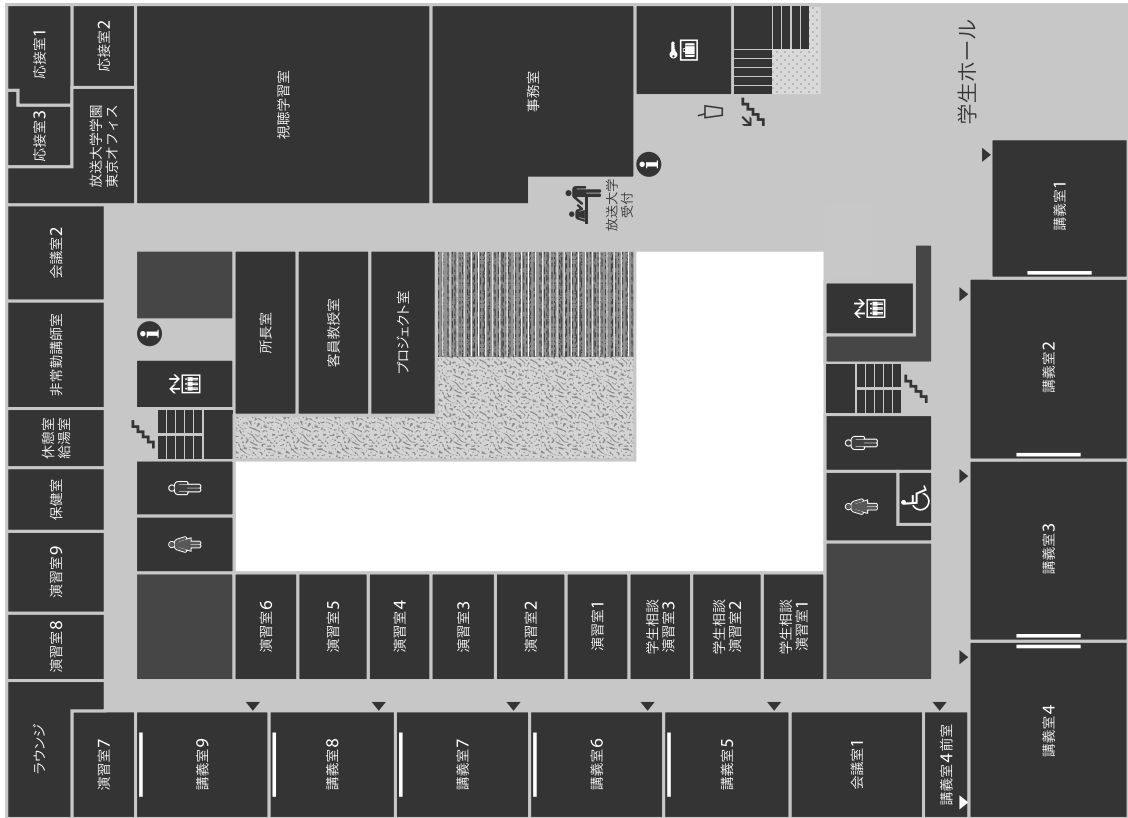 応接室1
応接室2
応接室3
放送大学学園
東京オフィス
視聴学習室
事務室
学生ホール
放送大学
受付
講義室1
会議室2
非常勤講師室
所長室
客員教授室
プロジェクト室
講義室2
休憩室
給湯室
保健室
演習室9
演習室8
講義室3
演習室6
演習室5
演習室4
演習室3
演習室2
演習室1
学生相談
演習室3
学生相談
演習室2
学生相談
演習室1
ラウンジ
演習室7
講義室9
講義室8
講義室7
講義室6
講義室5
会議室1
講義室4前室
講義室4